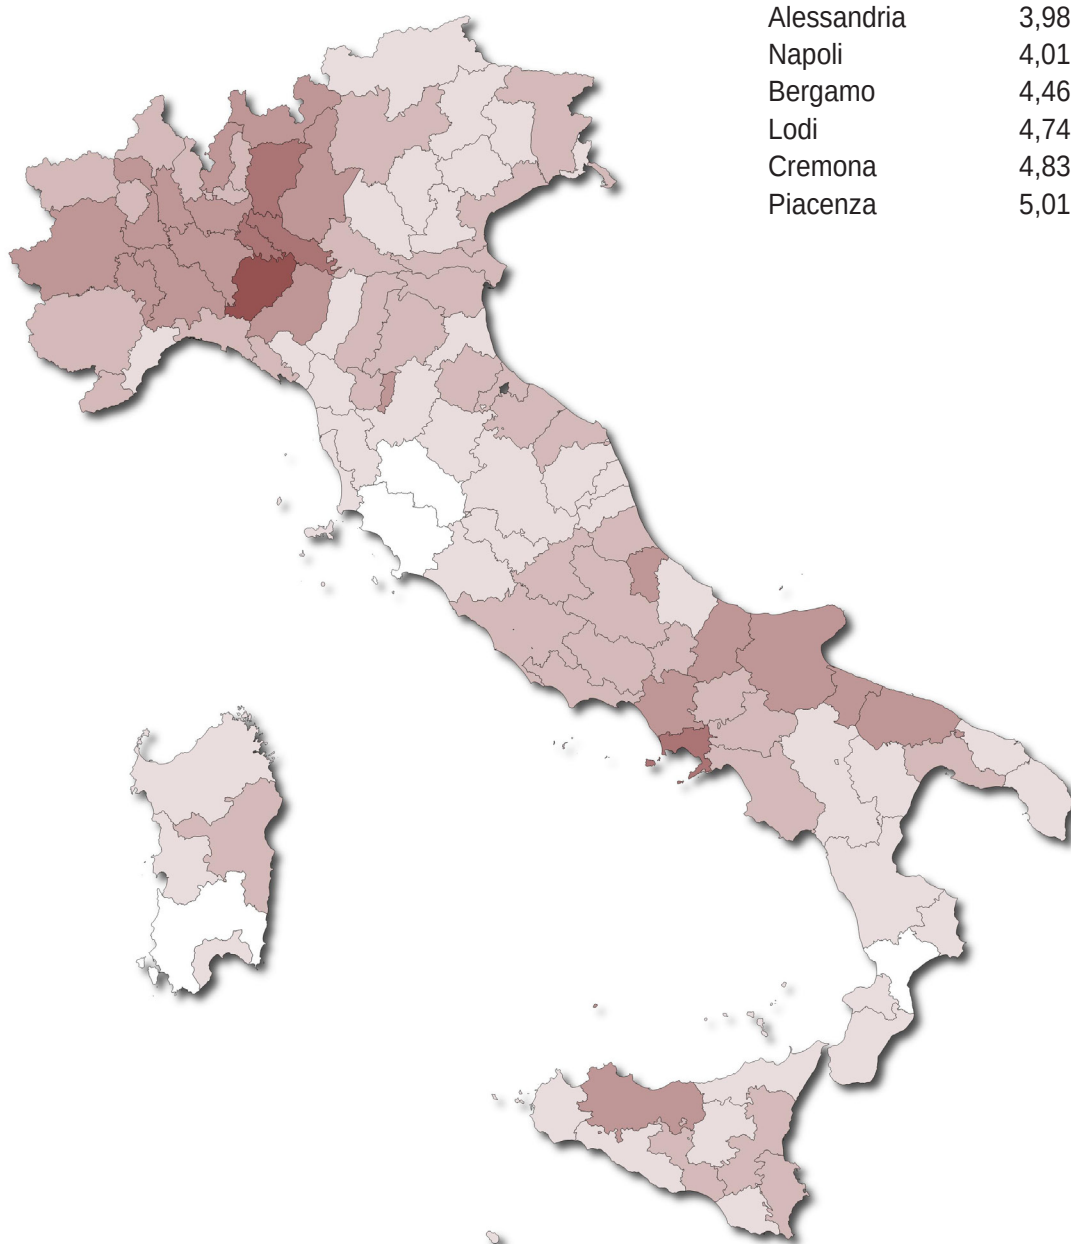 Alessandria 3,98
Napoli 4,01
Bergamo 4,46
Lodi 4,74
Cremona 4,83
Piacenza 5,01